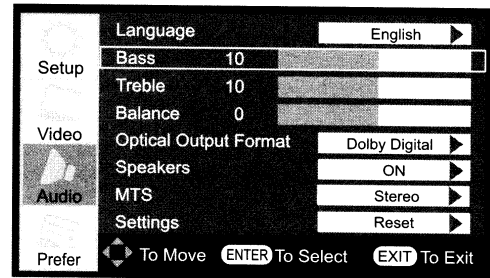 Setup
Video
Audio
Prefer
Language English
Bass 10
Treble 10
Balance 0
Optical Output Format Dolby Digital
Speakers ON
MTS Stereo
Settings Reset
To Move ENTER To Select EXIT To Exit